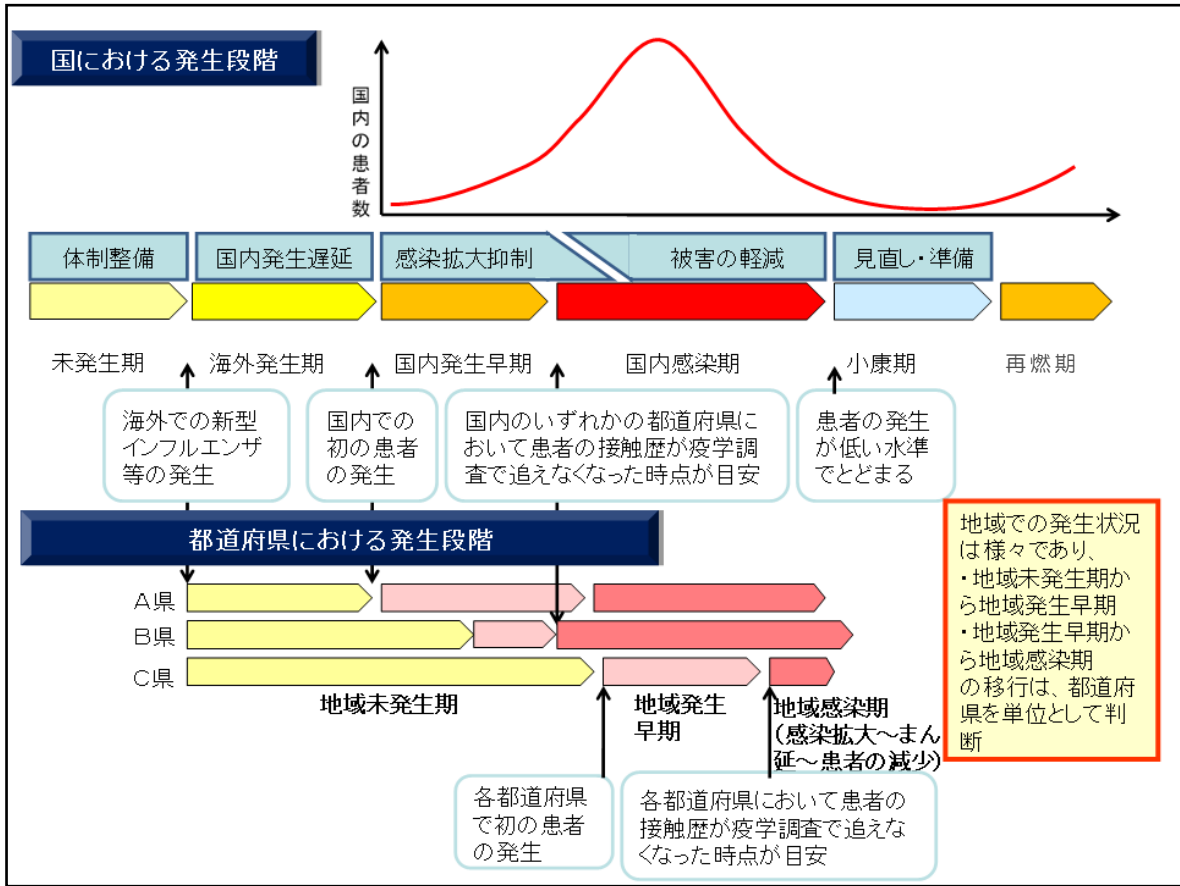 国における発生段階
国内の患者数
体制整備
国内発生遅延
感染拡大抑制
被害の軽減
見直し・準備
未発生期
海外発生期
国内発生早期
国内感染期
小康期
再燃期
海外での新型
インフルエンザ
等の発生
国内での
初の患者
の発生
国内のいずれかの都道府県に
おいて患者の接触歴が疫学調
査で追えなくなった時点が目安
患者の発生
が低い水準
でとどまる
都道府県における発生段階
A県
B県
C県
地域未発生期
地域発生
早期
地域感染期
(感染拡大～まん
延～患者の減少)
地域での発生状況
は様々であり、
・地域未発生期か
ら地域発生早期
・地域発生早期か
ら地域感染期
の移行は、都道府
県を単位として判
断
各都道府県
で初の患者
の発生
各都道府県において患者の
接触歴が疫学調査で追えな
くなった時点が目安